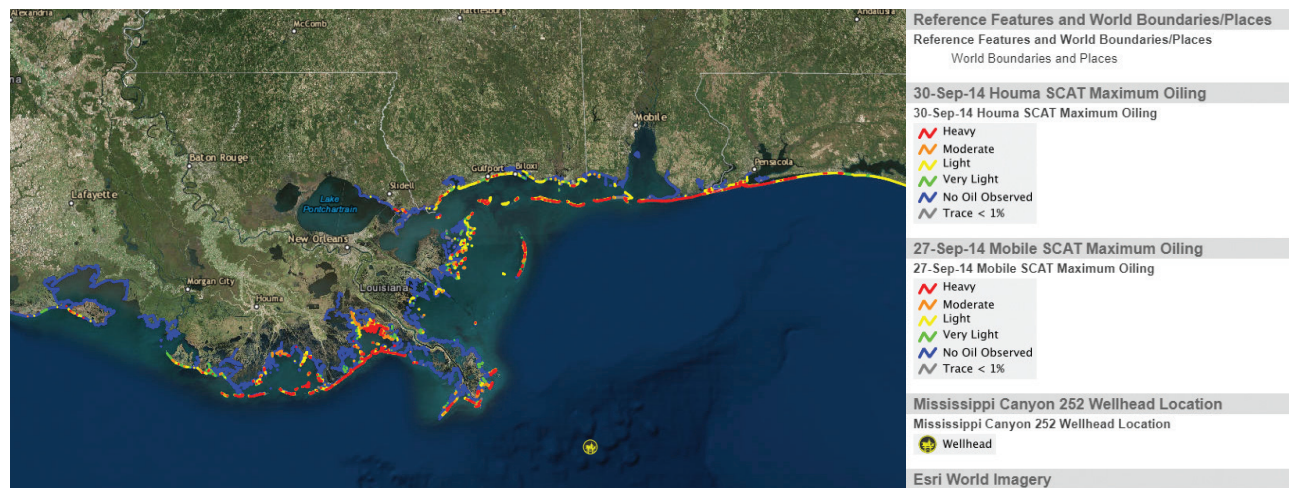 Alexandria
McComb
Hattiesburg
Andalusia
na
Mobile
Baton Rouge
Gulfport
Biloxi
Pensacola
Slidell
Lafayette
Lake
Pontchartrain
New Orleans
Morgan City
Louisiana
Houma
Reference Features and World Boundaries/Places
Reference Features and World Boundaries/Places
World Boundaries and Places
30-Sep-14 Houma SCAT Maximum Oiling
30-Sep-14 Houma SCAT Maximum Oiling
Heavy
Moderate
Light
Very Light
No Oil Observed
Trace < 1%
27-Sep-14 Mobile SCAT Maximum Oiling
27-Sep-14 Mobile SCAT Maximum Oiling
Heavy
Moderate
Light
Very Light
No Oil Observed
Trace < 1%
Mississippi Canyon 252 Wellhead Location
Mississippi Canyon 252 Wellhead Location
Wellhead
Esri World Imagery